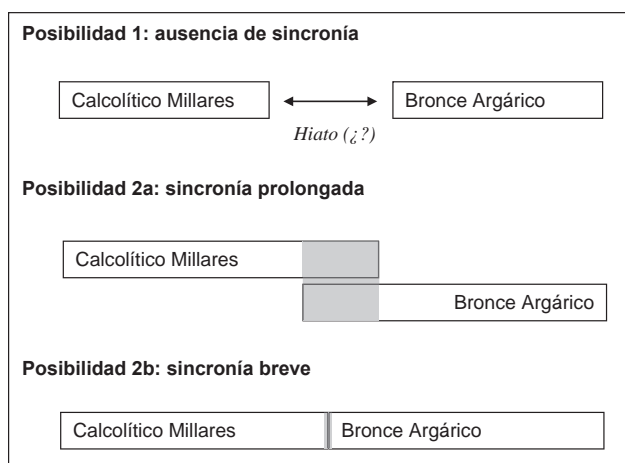 Posibilidad 1: ausencia de sincronía
Calcolítico Millares Bronce Argárico
Hiato (¿?)
Posibilidad 2a: sincronía prolongada
Calcolítico Millares
Bronce Argárico
Posibilidad 2b: sincronía breve
Calcolítico Millares Bronce Argárico